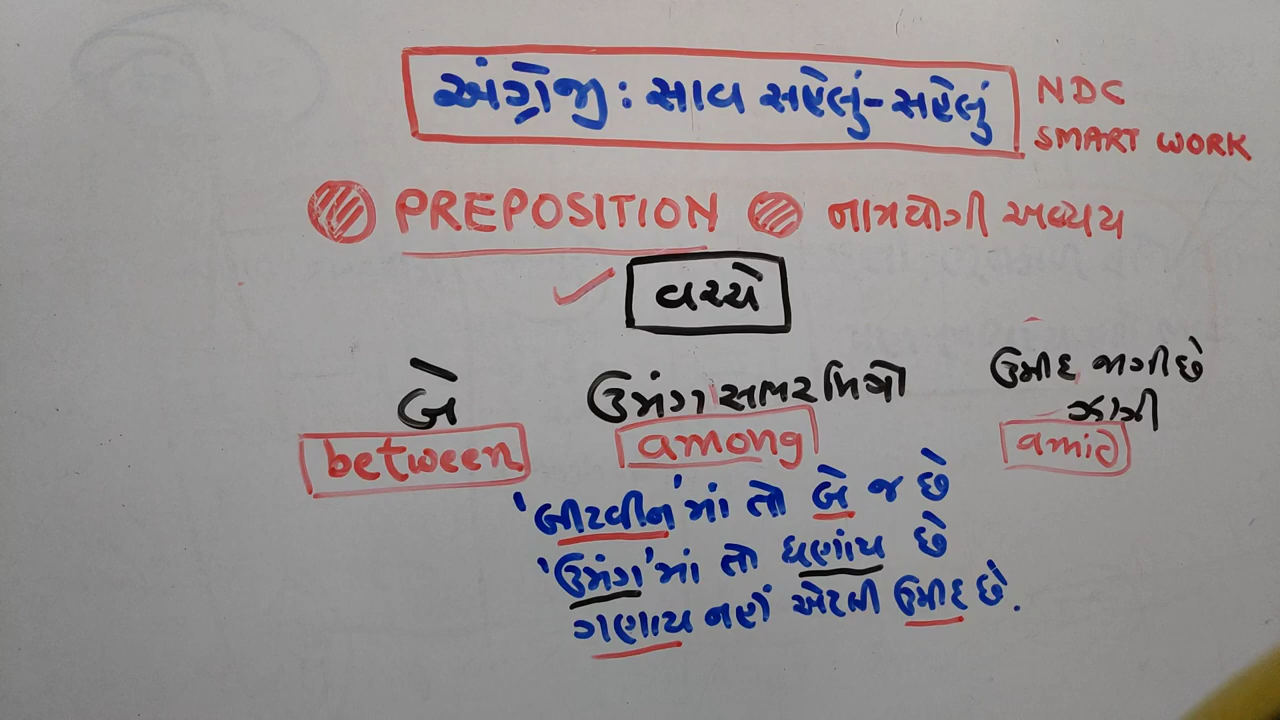 અંગ્રેજી : સાવ સહેલું-સહેલું
NDC
SMART WORK
PREPOSITION નામયોગી અવ્યય
વચ્ચે
બે
between
ઉમંગ સભર મિત્રો
among
ઉમીદ જાગી છે
ઝાઝી
amid
'બીટવીન'માં તો બે જ છે
'ઉમંગ'માં તો ઘણાંય છે
ગણાય નહીં એટલી ઉમીદ છે.